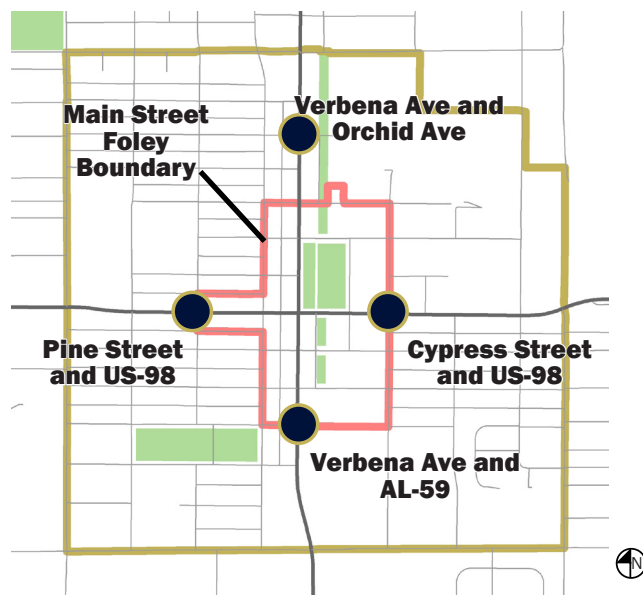 Verbena Ave and
Orchid Ave
Main Street
Foley
Boundary
Pine Street
and US-98
Cypress Street
and US-98
Verbena Ave and
AL-59
N